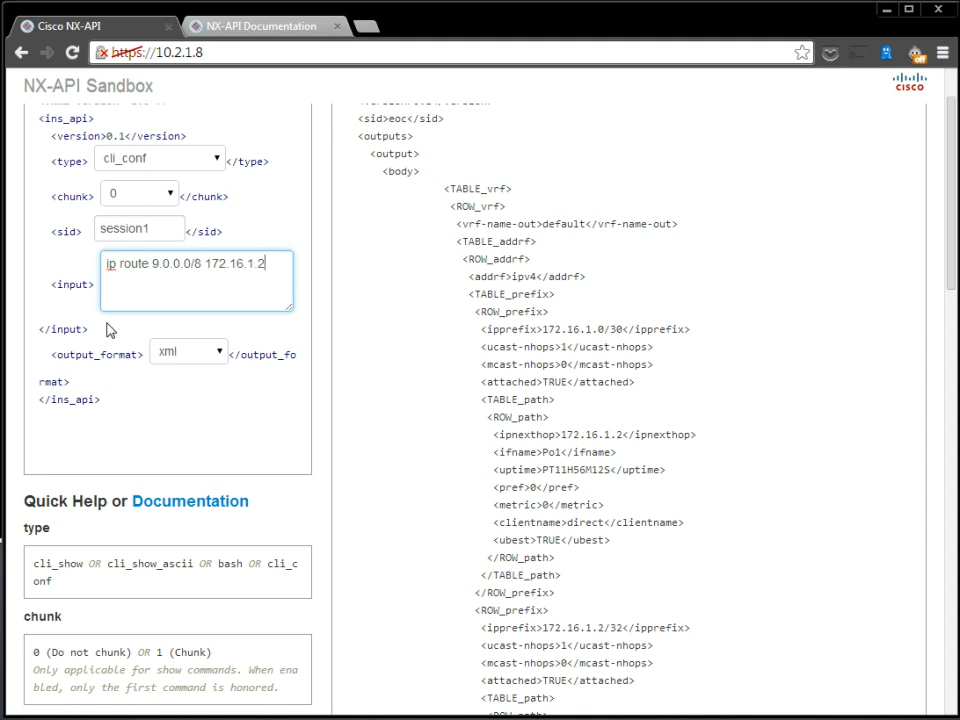 Cisco NX-API
NX-API Documentation
https://10.2.1.8
off
NX-API Sandbox
CISCO
<ins_api>
<version>0.1</version>
<type> cli_conf </type>
<chunk> 0 </chunk>
<sid> session1 </sid>
ip route 9.0.0.0/8 172.16.1.2
<input>
</input>
<output_format> xml </output_fo
rmat>
</ins_api>
Quick Help or Documentation
type
cli_show OR cli_show_ascii OR bash OR cli_c
onf
chunk
0 (Do not chunk) OR 1 (Chunk)
Only applicable for show commands. When ena
bled, only the first command is honored.
<sid>eoc</sid>
<outputs>
<output>
<body>
<TABLE_vrf>
<ROW_vrf>
<vrf-name-out>default</vrf-name-out>
<TABLE_addrf>
<ROW_addrf>
<addrf>ipv4</addrf>
<TABLE_prefix>
<ROW_prefix>
<ipprefix>172.16.1.0/30</ipprefix>
<ucast-nhops>1</ucast-nhops>
<mcast-nhops>0</mcast-nhops>
<attached>TRUE</attached>
<TABLE_path>
<ROW_path>
<ipnexthop>172.16.1.2</ipnexthop>
<ifname>Po1</ifname>
<uptime>PT11H56M12S</uptime>
<pref>0</pref>
<metric>0</metric>
<clientname>direct</clientname>
<ubest>TRUE</ubest>
</ROW_path>
</TABLE_path>
</ROW_prefix>
<ROW_prefix>
<ipprefix>172.16.1.2/32</ipprefix>
<ucast-nhops>1</ucast-nhops>
<mcast-nhops>0</mcast-nhops>
<attached>TRUE</attached>
<TABLE_path>